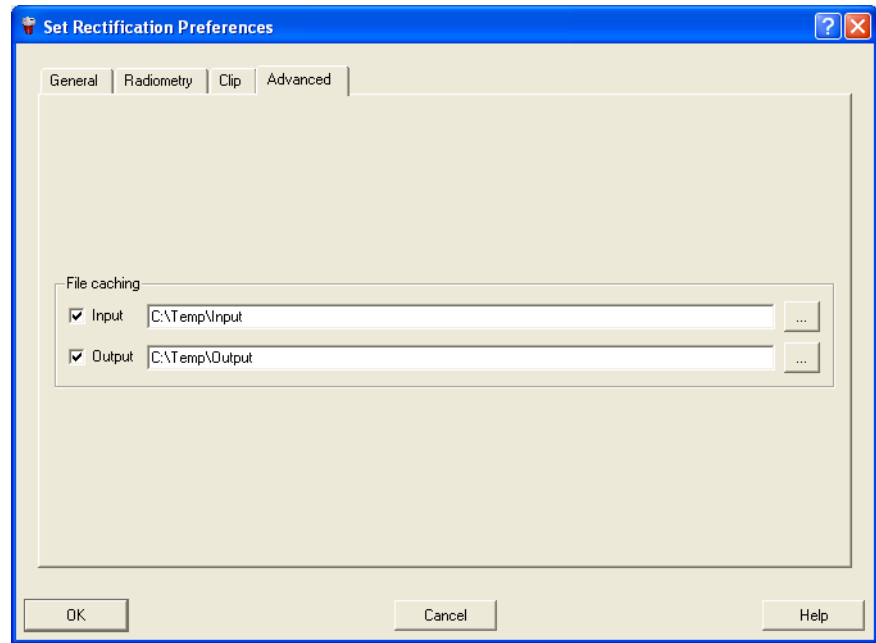 Set Rectification Preferences
?
General Radiometry Clip Advanced
File caching
Input C:\Temp\Input ...
Output C:\Temp\Output ...
OK Cancel Help